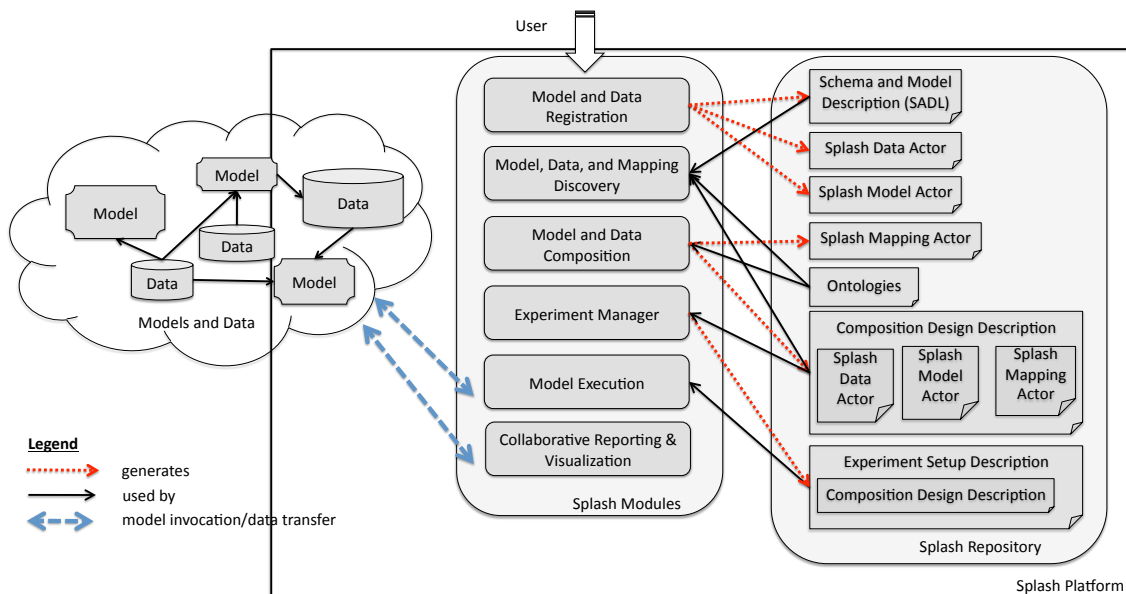 User
Model and Data
Registration
Model, Data, and Mapping
Discovery
Model and Data
Composition
Experiment Manager
Model Execution
Collaborative Reporting &
Visualization
Splash Modules
Schema and Model
Description (SADL)
Splash Data Actor
Splash Model Actor
Splash Mapping Actor
Ontologies
Composition Design Description
Splash
Data
Actor
Splash
Model
Actor
Splash
Mapping
Actor
Experiment Setup Description
Composition Design Description
Splash Repository
Splash Platform
Model
Model
Data
Data
Data
Model
Models and Data
Legend
generates
used by
model invocation/data transfer